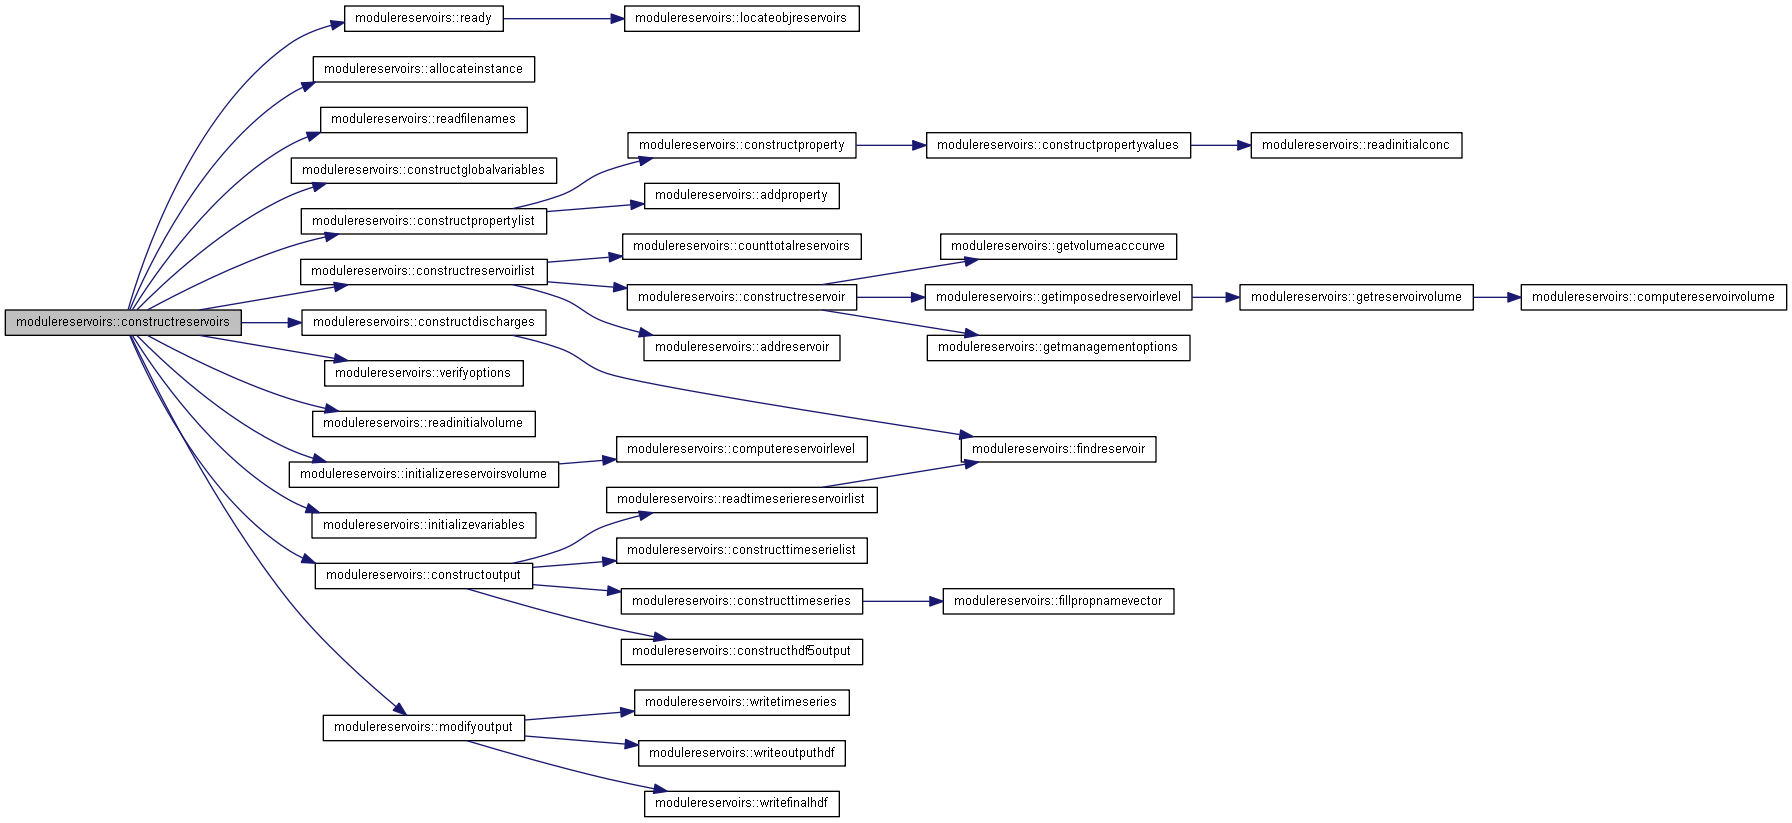 modulereservoirs::ready
modulereservoirs::locateobjreservoirs
modulereservoirs::allocateinstance
modulereservoirs::readfilenames
modulereservoirs::constructproperty
modulereservoirs::constructpropertyvalues
modulereservoirs::readinitialconc
modulereservoirs::constructglobalvariables
modulereservoirs::addproperty
modulereservoirs::constructpropertylist
modulereservoirs::counttotalreservoirs
modulereservoirs::getvolumeacccurve
modulereservoirs::constructreservoirlist
modulereservoirs::constructreservoir
modulereservoirs::getimposedreservoirlevel
modulereservoirs::getreservoirvolume
modulereservoirs::computereservoirvolume
modulereservoirs::constructreservoirs
modulereservoirs::constructdischarges
modulereservoirs::addreservoir
modulereservoirs::getmanagementoptions
modulereservoirs::verifyoptions
modulereservoirs::readinitialvolume
modulereservoirs::computereservoirlevel
modulereservoirs::findreservoir
modulereservoirs::initializereservoirsvolume
modulereservoirs::readtimeseriereservoirlist
modulereservoirs::initializevariables
modulereservoirs::constructtimeserielist
modulereservoirs::constructoutput
modulereservoirs::constructtimeseries
modulereservoirs::fillpropnamevector
modulereservoirs::constructhdf5output
modulereservoirs::writetimeseries
modulereservoirs::modifyoutput
modulereservoirs::writeoutputhdf
modulereservoirs::writefinalhdf